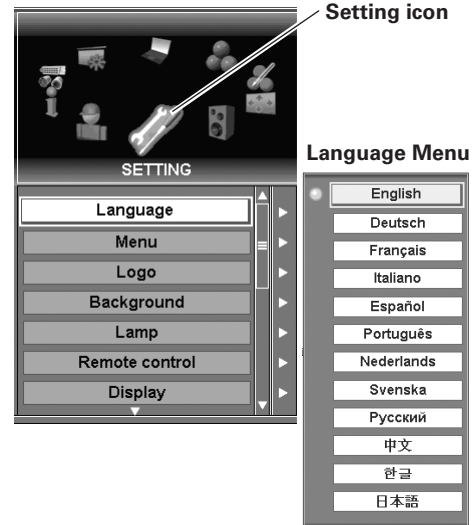 Setting icon
SETTING
Language
Menu
Logo
Background
Lamp
Remote control
Display
Language Menu
English
Deutsch
Français
Italiano
Español
Português
Nederlands
Svenska
Русский
中文
한글
日本語